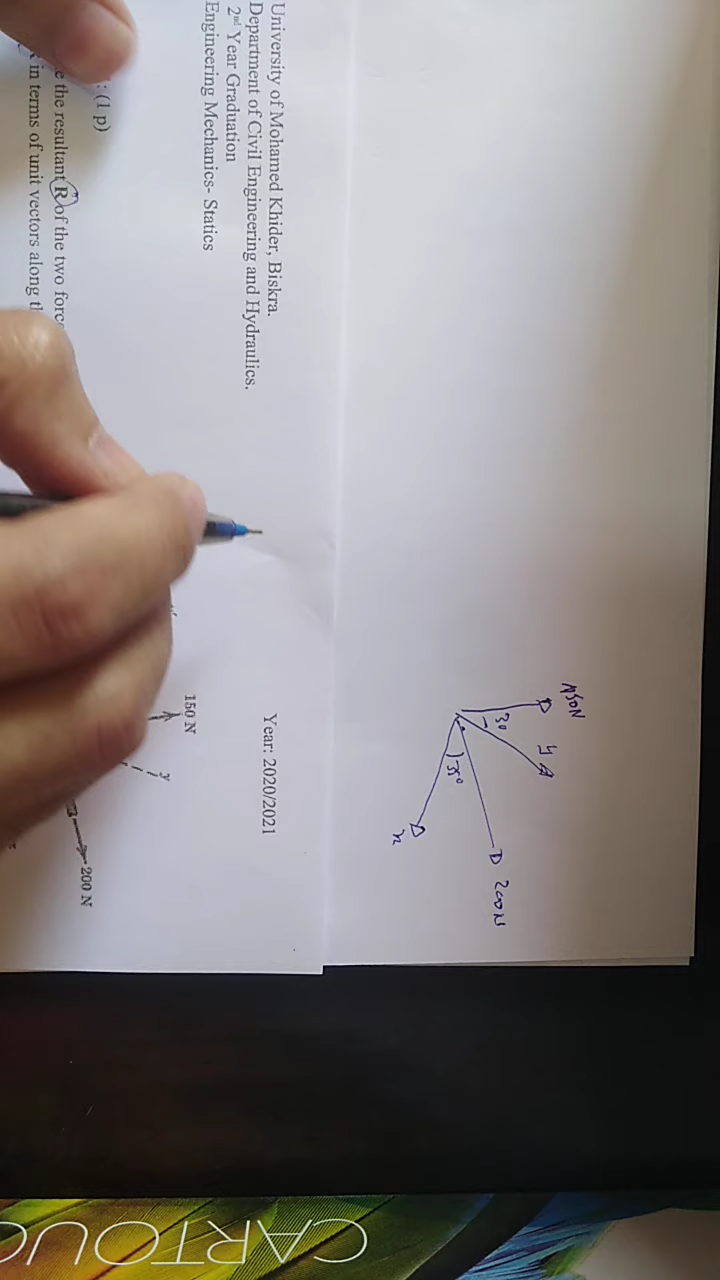 University of Mohamed Khider, Biskra.
Department of Civil Engineering and Hydraulics.
2nd Year Graduation
Engineering Mechanics- Statics
Year: 2020/2021
: (1 p)
e the resultant R of the two forc
in terms of unit vectors along th
150 N
y
200 N
150N
y
30
35°
200N
x
CARTOUC